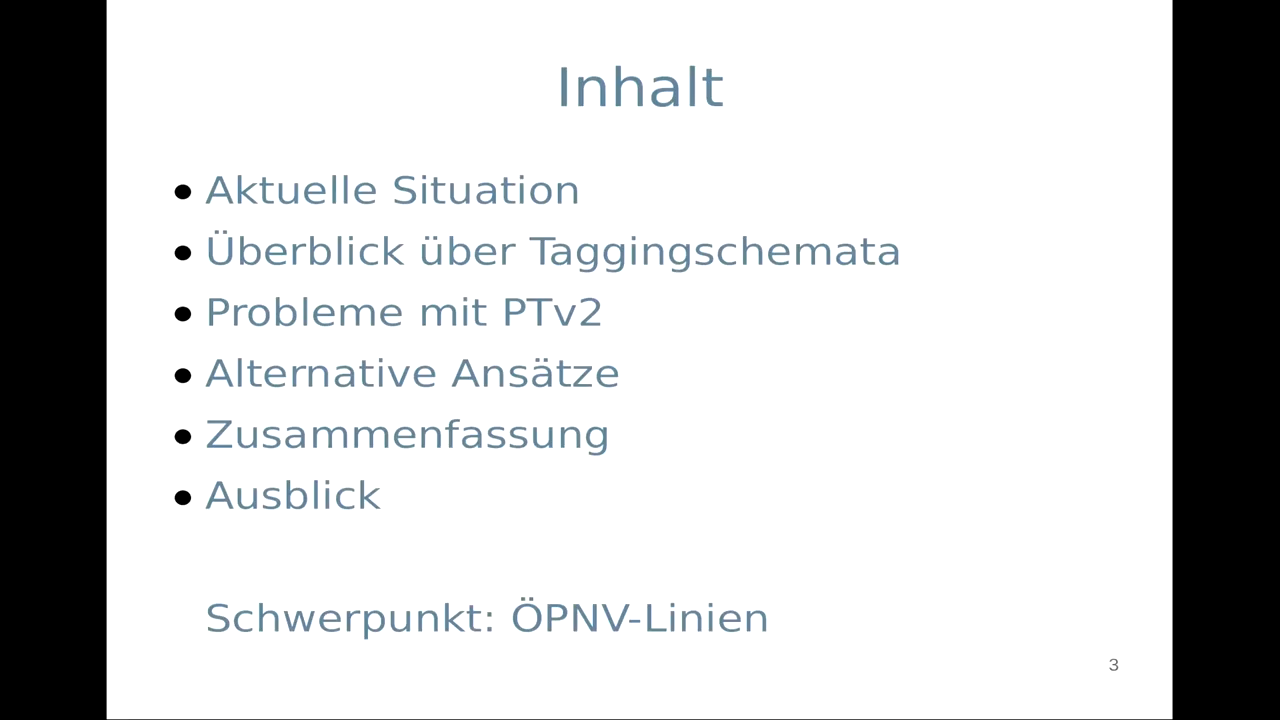 Inhalt
Aktuelle Situation
Überblick über Taggingschemata
Probleme mit PTv2
Alternative Ansätze
Zusammenfassung
Ausblick
Schwerpunkt: ÖPNV-Linien
3